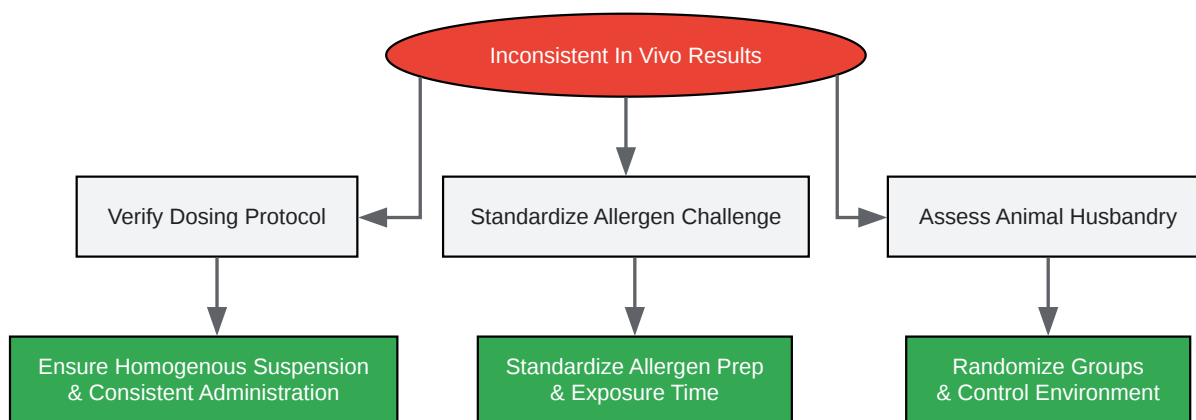 Inconsistent In Vivo Results
Verify Dosing Protocol
Standardize Allergen Challenge
Assess Animal Husbandry
Ensure Homogenous Suspension
& Consistent Administration
Standardize Allergen Prep
& Exposure Time
Randomize Groups
& Control Environment